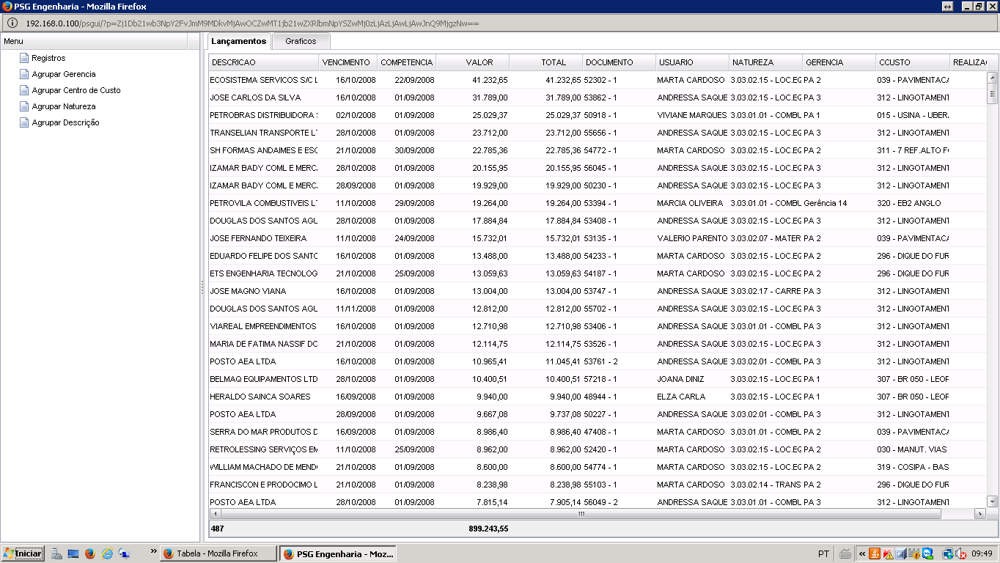 PSG Engenharia - Mozilla Firefox
192.168.0.100/psgui/?p=Zj1Db21wb3NpY2FvJmM9MDkvMjAwOCZwMT1jb21wZXRlbmNpYSZwMj0zLjAzLjAwLjAwJnQ9MjgzNw==
Menu
Registros
Agrupar Gerencia
Agrupar Centro de Custo
Agrupar Natureza
Agrupar Descrição
Lançamentos Graficos
DESCRICAO VENCIMENTO COMPETENCIA VALOR TOTAL DOCUMENTO USUARIO NATUREZA GERENCIA CCUSTO REALIZA
ECOSISTEMA SERVICOS S/C L 16/10/2008 22/09/2008 41.232,65 41.232,65 52302 - 1 MARTA CARDOSO 3.03.02.15 - LOC.EG PA 2 039 - PAVIMENTACA
JOSE CARLOS DA SILVA 16/10/2008 01/09/2008 31.789,00 31.789,00 53862 - 1 ANDRESSA SAQUE 3.03.02.15 - LOC.EG PA 3 312 - LINGOTAMENT
PETROBRAS DISTRIBUIDORA 02/10/2008 01/09/2008 25.029,37 25.029,37 50918 - 1 VIVIANE MARQUES 3.03.01.01 - COMBU PA 1 015 - USINA - UBER
TRANSELIAN TRANSPORTE LT 28/10/2008 01/09/2008 23.712,00 23.712,00 55656 - 1 ANDRESSA SAQUE 3.03.02.15 - LOC.EG PA 3 312 - LINGOTAMENT
SH FORMAS ANDAIMES E ESC 21/10/2008 30/09/2008 22.785,36 22.785,36 54772 - 1 MARTA CARDOSO 3.03.02.15 - LOC.EG PA 2 311 - 7 REF.ALTO F
IZAMAR BADY COML E MERC 28/10/2008 01/09/2008 20.155,95 20.155,95 56045 - 1 ANDRESSA SAQUE 3.03.02.15 - LOC.EG PA 3 312 - LINGOTAMENT
IZAMAR BADY COML E MERC 28/09/2008 01/09/2008 19.929,00 19.929,00 50230 - 1 ANDRESSA SAQUE 3.03.02.15 - LOC.EG PA 3 312 - LINGOTAMENT
PETROVILA COMBUSTIVEIS LT 11/10/2008 29/09/2008 19.264,00 19.264,00 53394 - 1 MARCIA OLIVEIRA 3.03.01.01 - COMBU Gerência 14 320 - EB2 ANGLO
DOUGLAS DOS SANTOS AGU 28/10/2008 01/09/2008 17.884,84 17.884,84 53408 - 1 ANDRESSA SAQUE 3.03.02.15 - LOC.EG PA 3 312 - LINGOTAMENT
JOSE FERNANDO TEIXEIRA 11/10/2008 24/09/2008 15.732,01 15.732,01 53135 - 1 VALERIO PARENTO 3.03.02.07 - MATER PA 2 039 - PAVIMENTACA
EDUARDO FELIPE DOS SANTC 16/10/2008 01/09/2008 13.488,00 13.488,00 54233 - 1 MARTA CARDOSO 3.03.02.15 - LOC.EG PA 2 296 - DIQUE DO FUR
ETS ENGENHARIA TECNOLOG 21/10/2008 25/09/2008 13.059,63 13.059,63 54187 - 1 MARTA CARDOSO 3.03.02.15 - LOC.EG PA 2 296 - DIQUE DO FUR
JOSE MAGNO VIANA 16/10/2008 01/09/2008 13.004,00 13.004,00 53747 - 1 ANDRESSA SAQUE 3.03.02.17 - CARRE PA 3 312 - LINGOTAMENT
DOUGLAS DOS SANTOS AGU 11/11/2008 01/09/2008 12.812,00 12.812,00 55702 - 1 ANDRESSA SAQUE 3.03.02.15 - LOC.EG PA 3 312 - LINGOTAMENT
VIAREAL EMPREENDIMENTOS 16/10/2008 01/09/2008 12.710,98 12.710,98 53406 - 1 ANDRESSA SAQUE 3.03.01.01 - COMBU PA 3 312 - LINGOTAMENT
MARIA DE FATIMA NASSIF DC 21/10/2008 01/09/2008 12.114,75 12.114,75 53526 - 1 ANDRESSA SAQUE 3.03.02.15 - LOC.EG PA 3 312 - LINGOTAMENT
POSTO AEA LTDA 16/10/2008 01/09/2008 10.965,41 11.045,41 53761 - 2 ANDRESSA SAQUE 3.03.02.01 - COMBU PA 3 312 - LINGOTAMENT
BELMAQ EQUIPAMENTOS LTD 28/10/2008 01/09/2008 10.400,51 10.400,51 57218 - 1 JOANA DINIZ 3.03.02.15 - LOC.EG PA 1 307 - BR 050 - LEOF
HERALDO SAINCA SOARES 16/09/2008 01/09/2008 9.940,00 9.940,00 48944 - 1 ELZA CARLA 3.03.02.15 - LOC.EG PA 1 307 - BR 050 - LEOF
POSTO AEA LTDA 28/09/2008 01/09/2008 9.667,08 9.737,08 50227 - 1 ANDRESSA SAQUE 3.03.02.01 - COMBU PA 3 312 - LINGOTAMENT
SERRA DO MAR PRODUTOS D 16/09/2008 01/09/2008 8.986,40 8.986,40 47408 - 1 MARTA CARDOSO 3.03.02.01 - COMBU PA 2 039 - PAVIMENTACA
RETROLESSING SERVIÇOS EM 11/10/2008 25/09/2008 8.962,00 8.962,00 52420 - 1 MARTA CARDOSO 3.03.02.15 - LOC.EG PA 2 030 - MANUT. VIAS
WILLIAM MACHADO DE MEND 21/10/2008 01/09/2008 8.600,00 8.600,00 54774 - 1 MARTA CARDOSO 3.03.02.15 - LOC.EG PA 2 319 - COSIPA - BAS
FRANCISCON E PRODOCIMO L 21/10/2008 01/09/2008 8.238,98 8.238,98 55103 - 1 MARTA CARDOSO 3.03.02.14 - TRANS PA 2 296 - DIQUE DO FUR
POSTO AEA LTDA 28/10/2008 01/09/2008 7.815,14 7.905,14 56049 - 2 ANDRESSA SAQUE 3.03.01.01 - COMBU PA 3 312 - LINGOTAMENT
487 899.243,55
Iniciar » Tabela - Mozilla Firefox PSG Engenharia - Moz... PT « 09:49